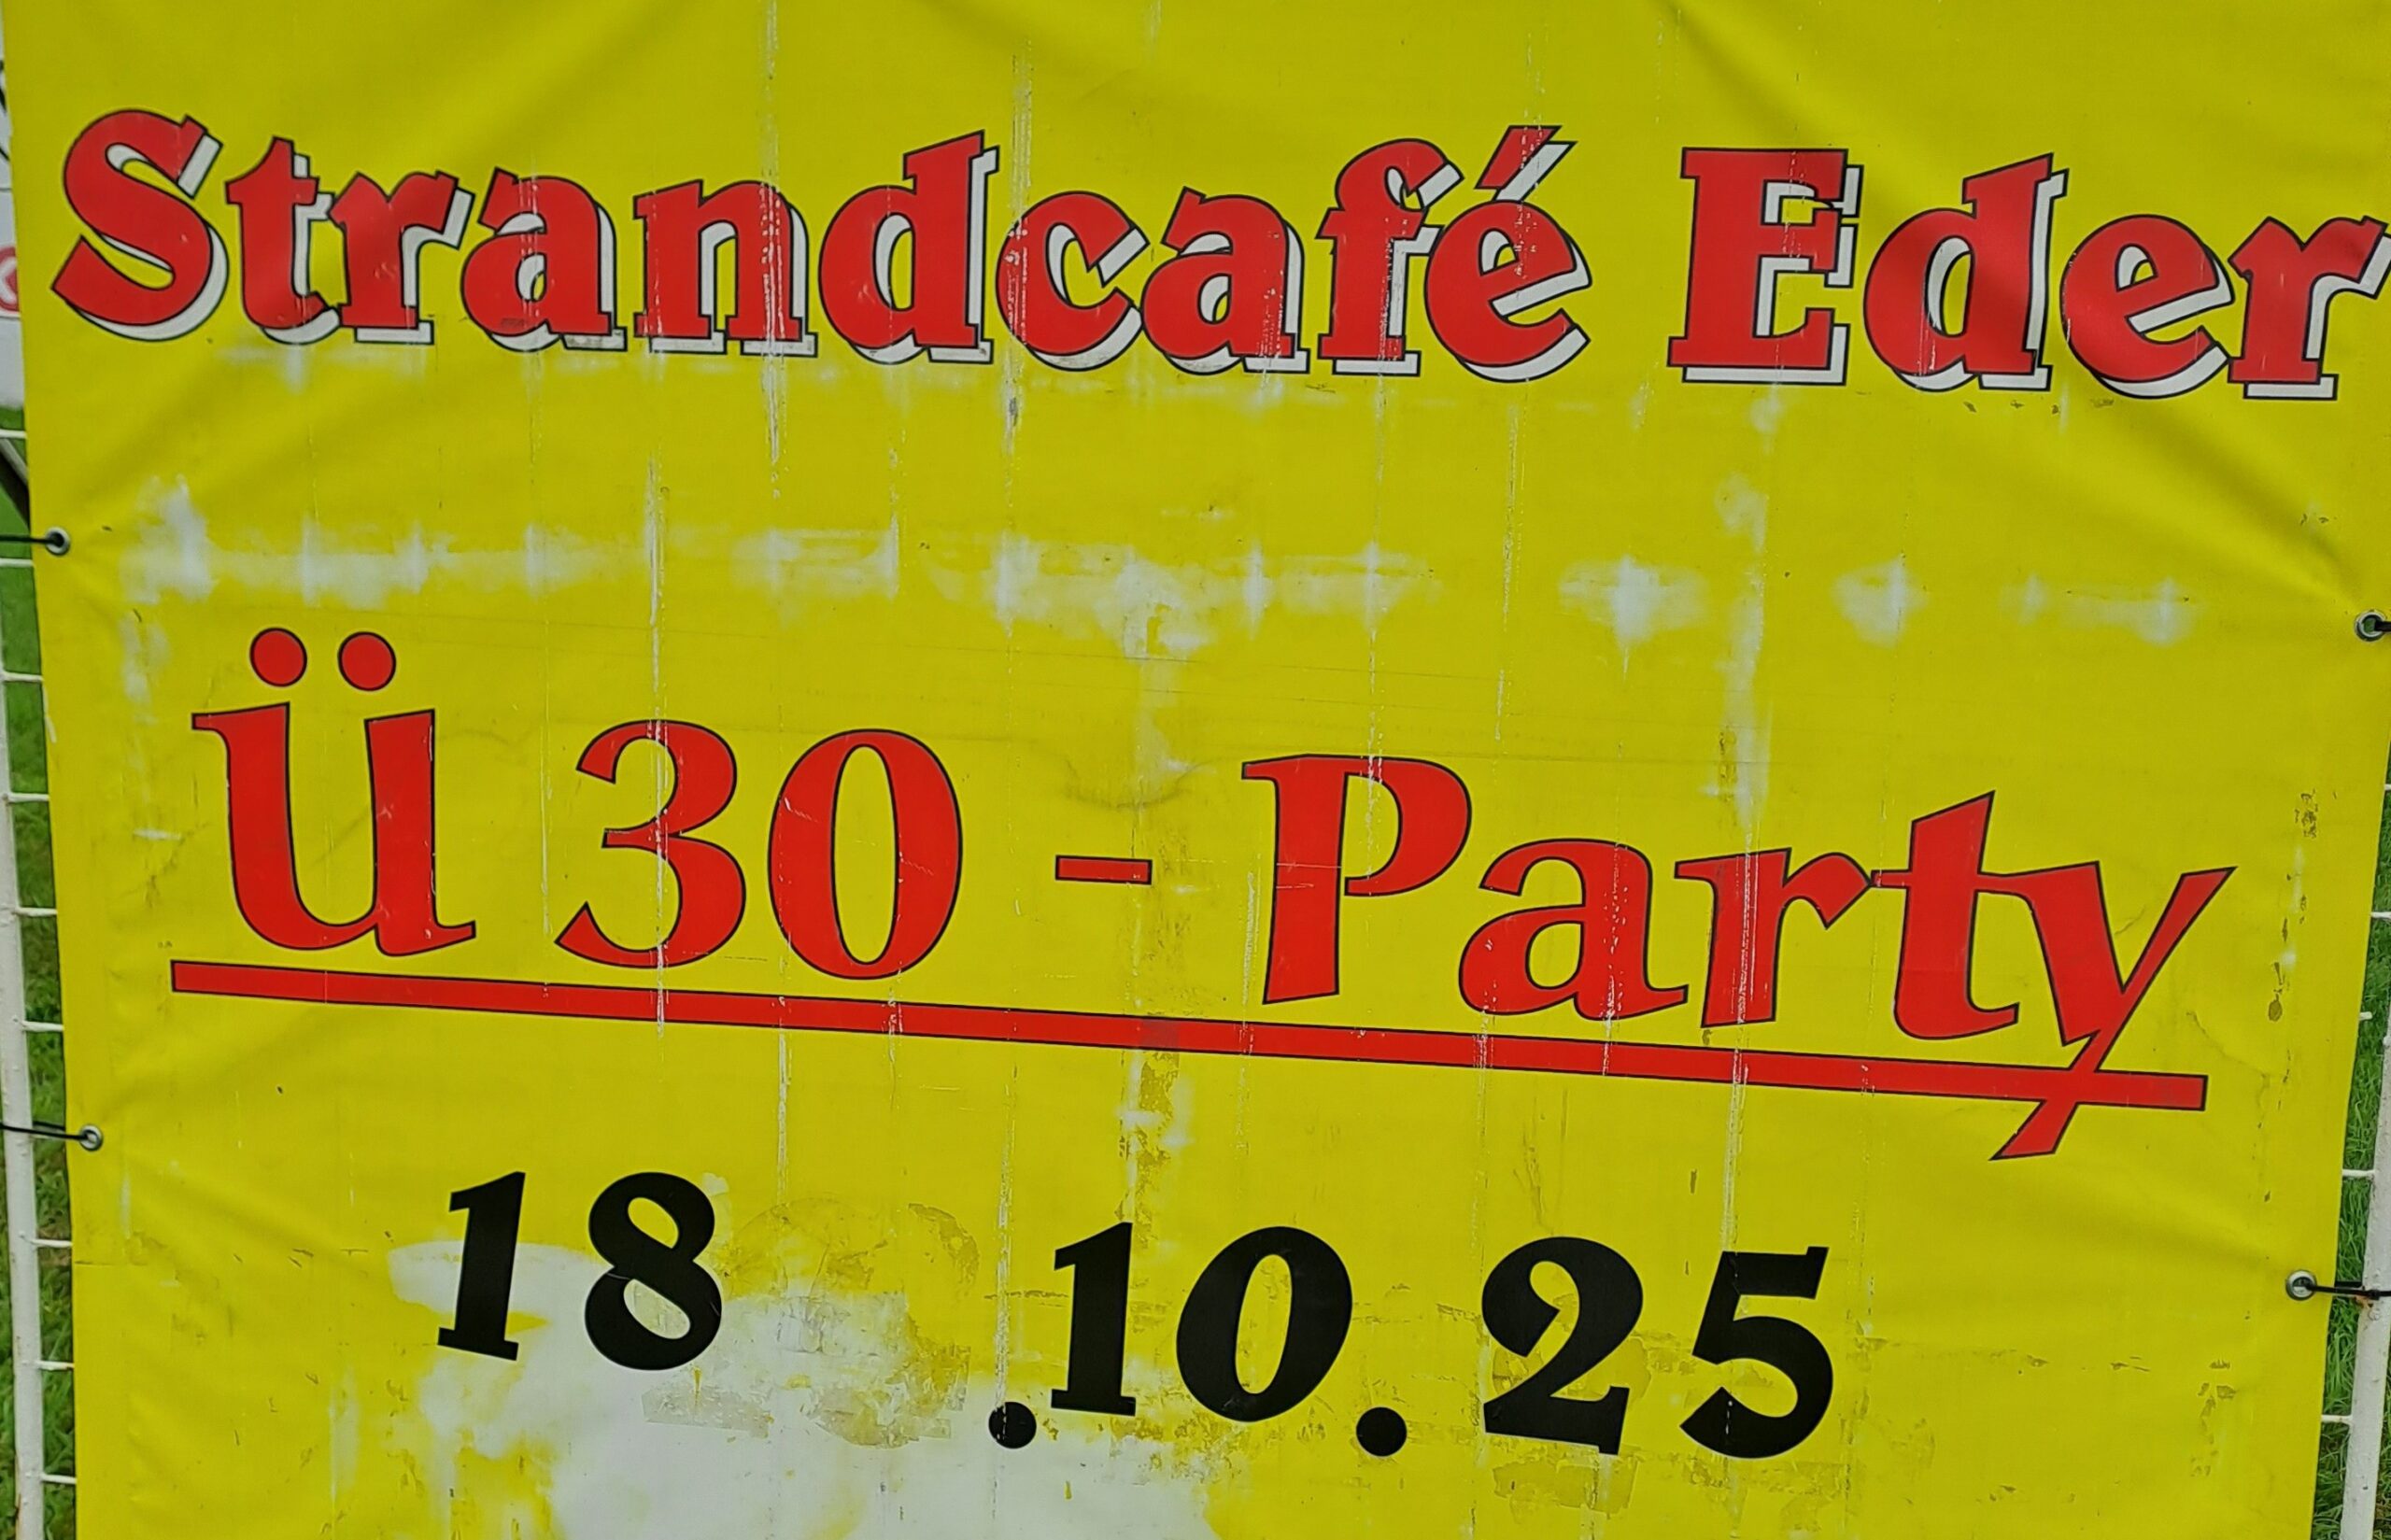 Strandcafé Eder
ü 30 - Party
18.10.25